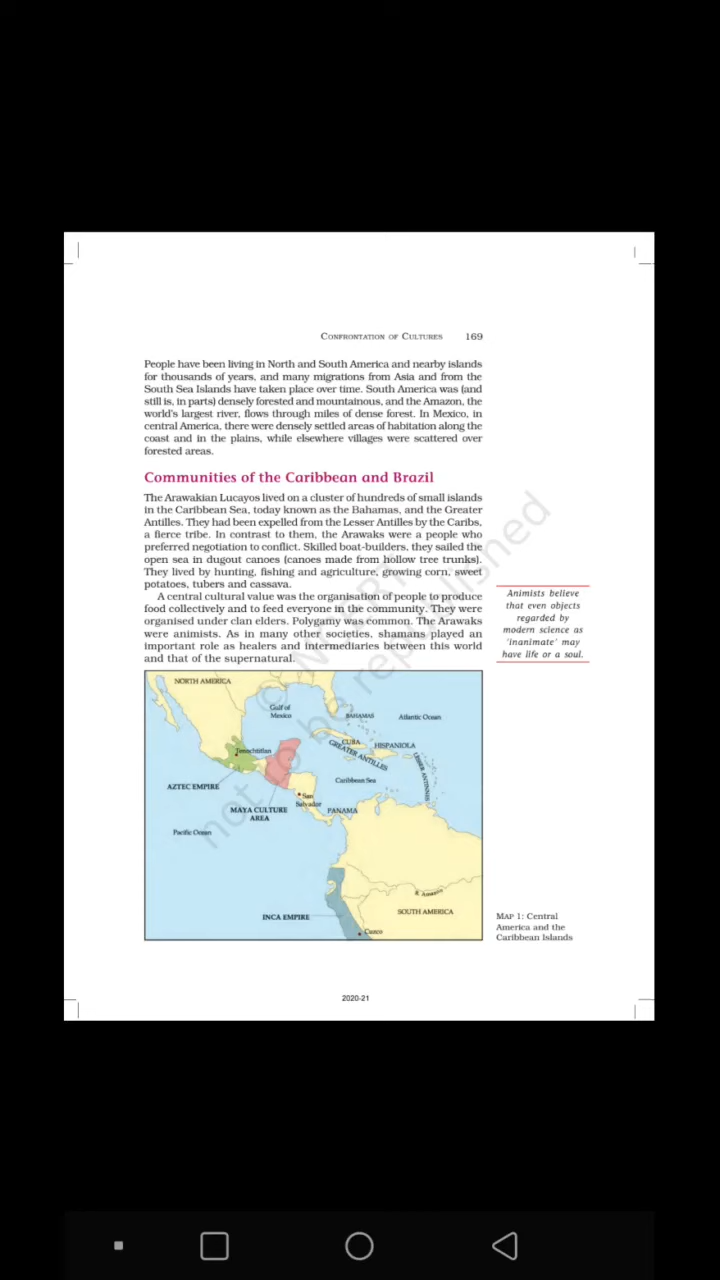 CONFRONTATION OF CULTURES 169
People have been living in North and South America and nearby islands
for thousands of years, and many migrations from Asia and from the
South Sea Islands have taken place over time. South America was (and
still is, in parts) densely forested and mountainous, and the Amazon, the
world's largest river, flows through miles of dense forest. In Mexico, in
central America, there were densely settled areas of habitation along the
coast and in the plains, while elsewhere villages were scattered over
forested areas.
Communities of the Caribbean and Brazil
The Arawakian Lucayos lived on a cluster of hundreds of small islands
in the Caribbean Sea, today known as the Bahamas, and the Greater
Antilles. They had been expelled from the Lesser Antilles by the Caribs,
a fierce tribe. In contrast to them, the Arawaks were a people who
preferred negotiation to conflict. Skilled boat-builders, they sailed the
open sea in dugout canoes (canoes made from hollow tree trunks).
They lived by hunting, fishing and agriculture, growing corn, sweet
potatoes, tubers and cassava.
A central cultural value was the organisation of people to produce
food collectively and to feed everyone in the community. They were
organised under clan elders. Polygamy was common. The Arawaks
were animists. As in many other societies, shamans played an
important role as healers and intermediaries between this world
and that of the supernatural.
Animists believe
that even objects
regarded by
modern science as
'inanimate' may
have life or a soul.
NORTH AMERICA
Gulf of
Mexico
BAHAMAS
Atlantic Ocean
CUBA
HISPANIOLA
GREATER ANTILLES
LESSER ANTINNIS
Tenochtitlan
Caribbean Sea
AZTEC EMPIRE
San
Salvador
MAYA CULTURE
AREA
PANAMA
Pacific Ocean
R. Amazon
SOUTH AMERICA
INCA EMPIRE
Cuzco
MAP 1: Central
America and the
Caribbean Islands
© NCERT
not to be republished
2020-21